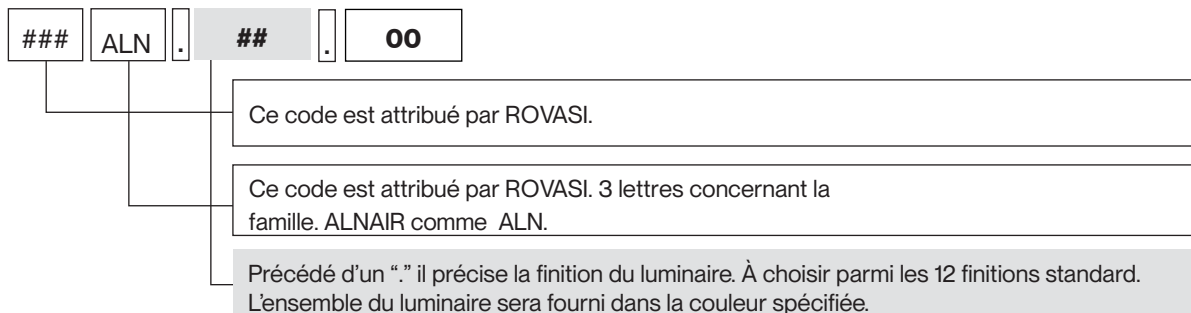 ### ALN . ## . 00
Ce code est attribué par ROVASI.
Ce code est attribué par ROVASI. 3 lettres concernant la
famille. ALNAIR comme ALN.
Précédé d’un “.” il précise la finition du luminaire. À choisir parmi les 12 finitions standard.
L’ensemble du luminaire sera fourni dans la couleur spécifiée.